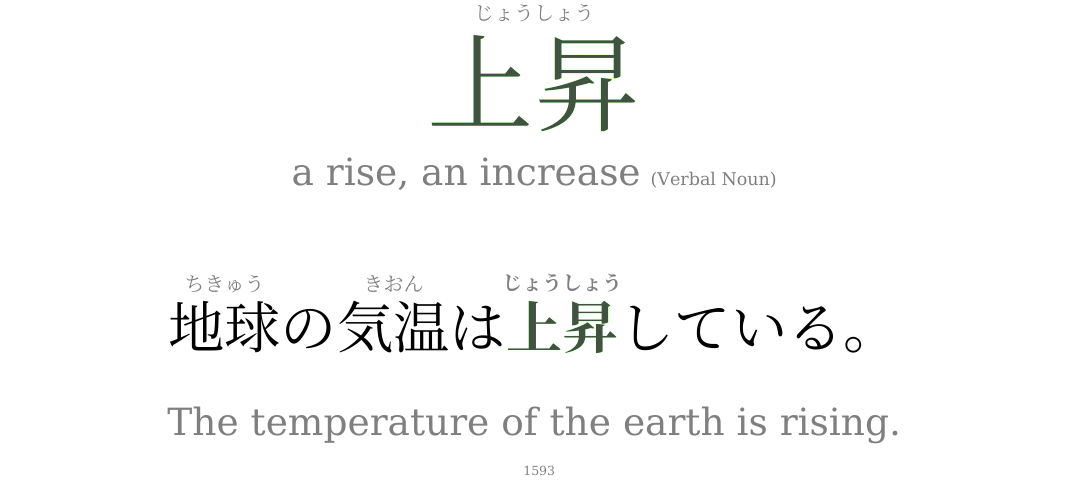 じょうしょう
上昇
a rise, an increase (Verbal Noun)
ちきゅう きおん じょうしょう
地球の気温は上昇している。
The temperature of the earth is rising.
1593